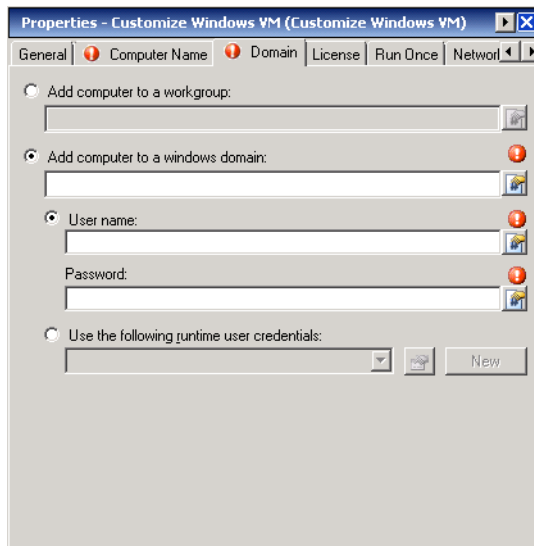 Properties - Customize Windows VM (Customize Windows VM)
General Computer Name Domain License Run Once Networ
Add computer to a workgroup:
Add computer to a windows domain:
User name:
Password:
Use the following runtime user credentials:
New